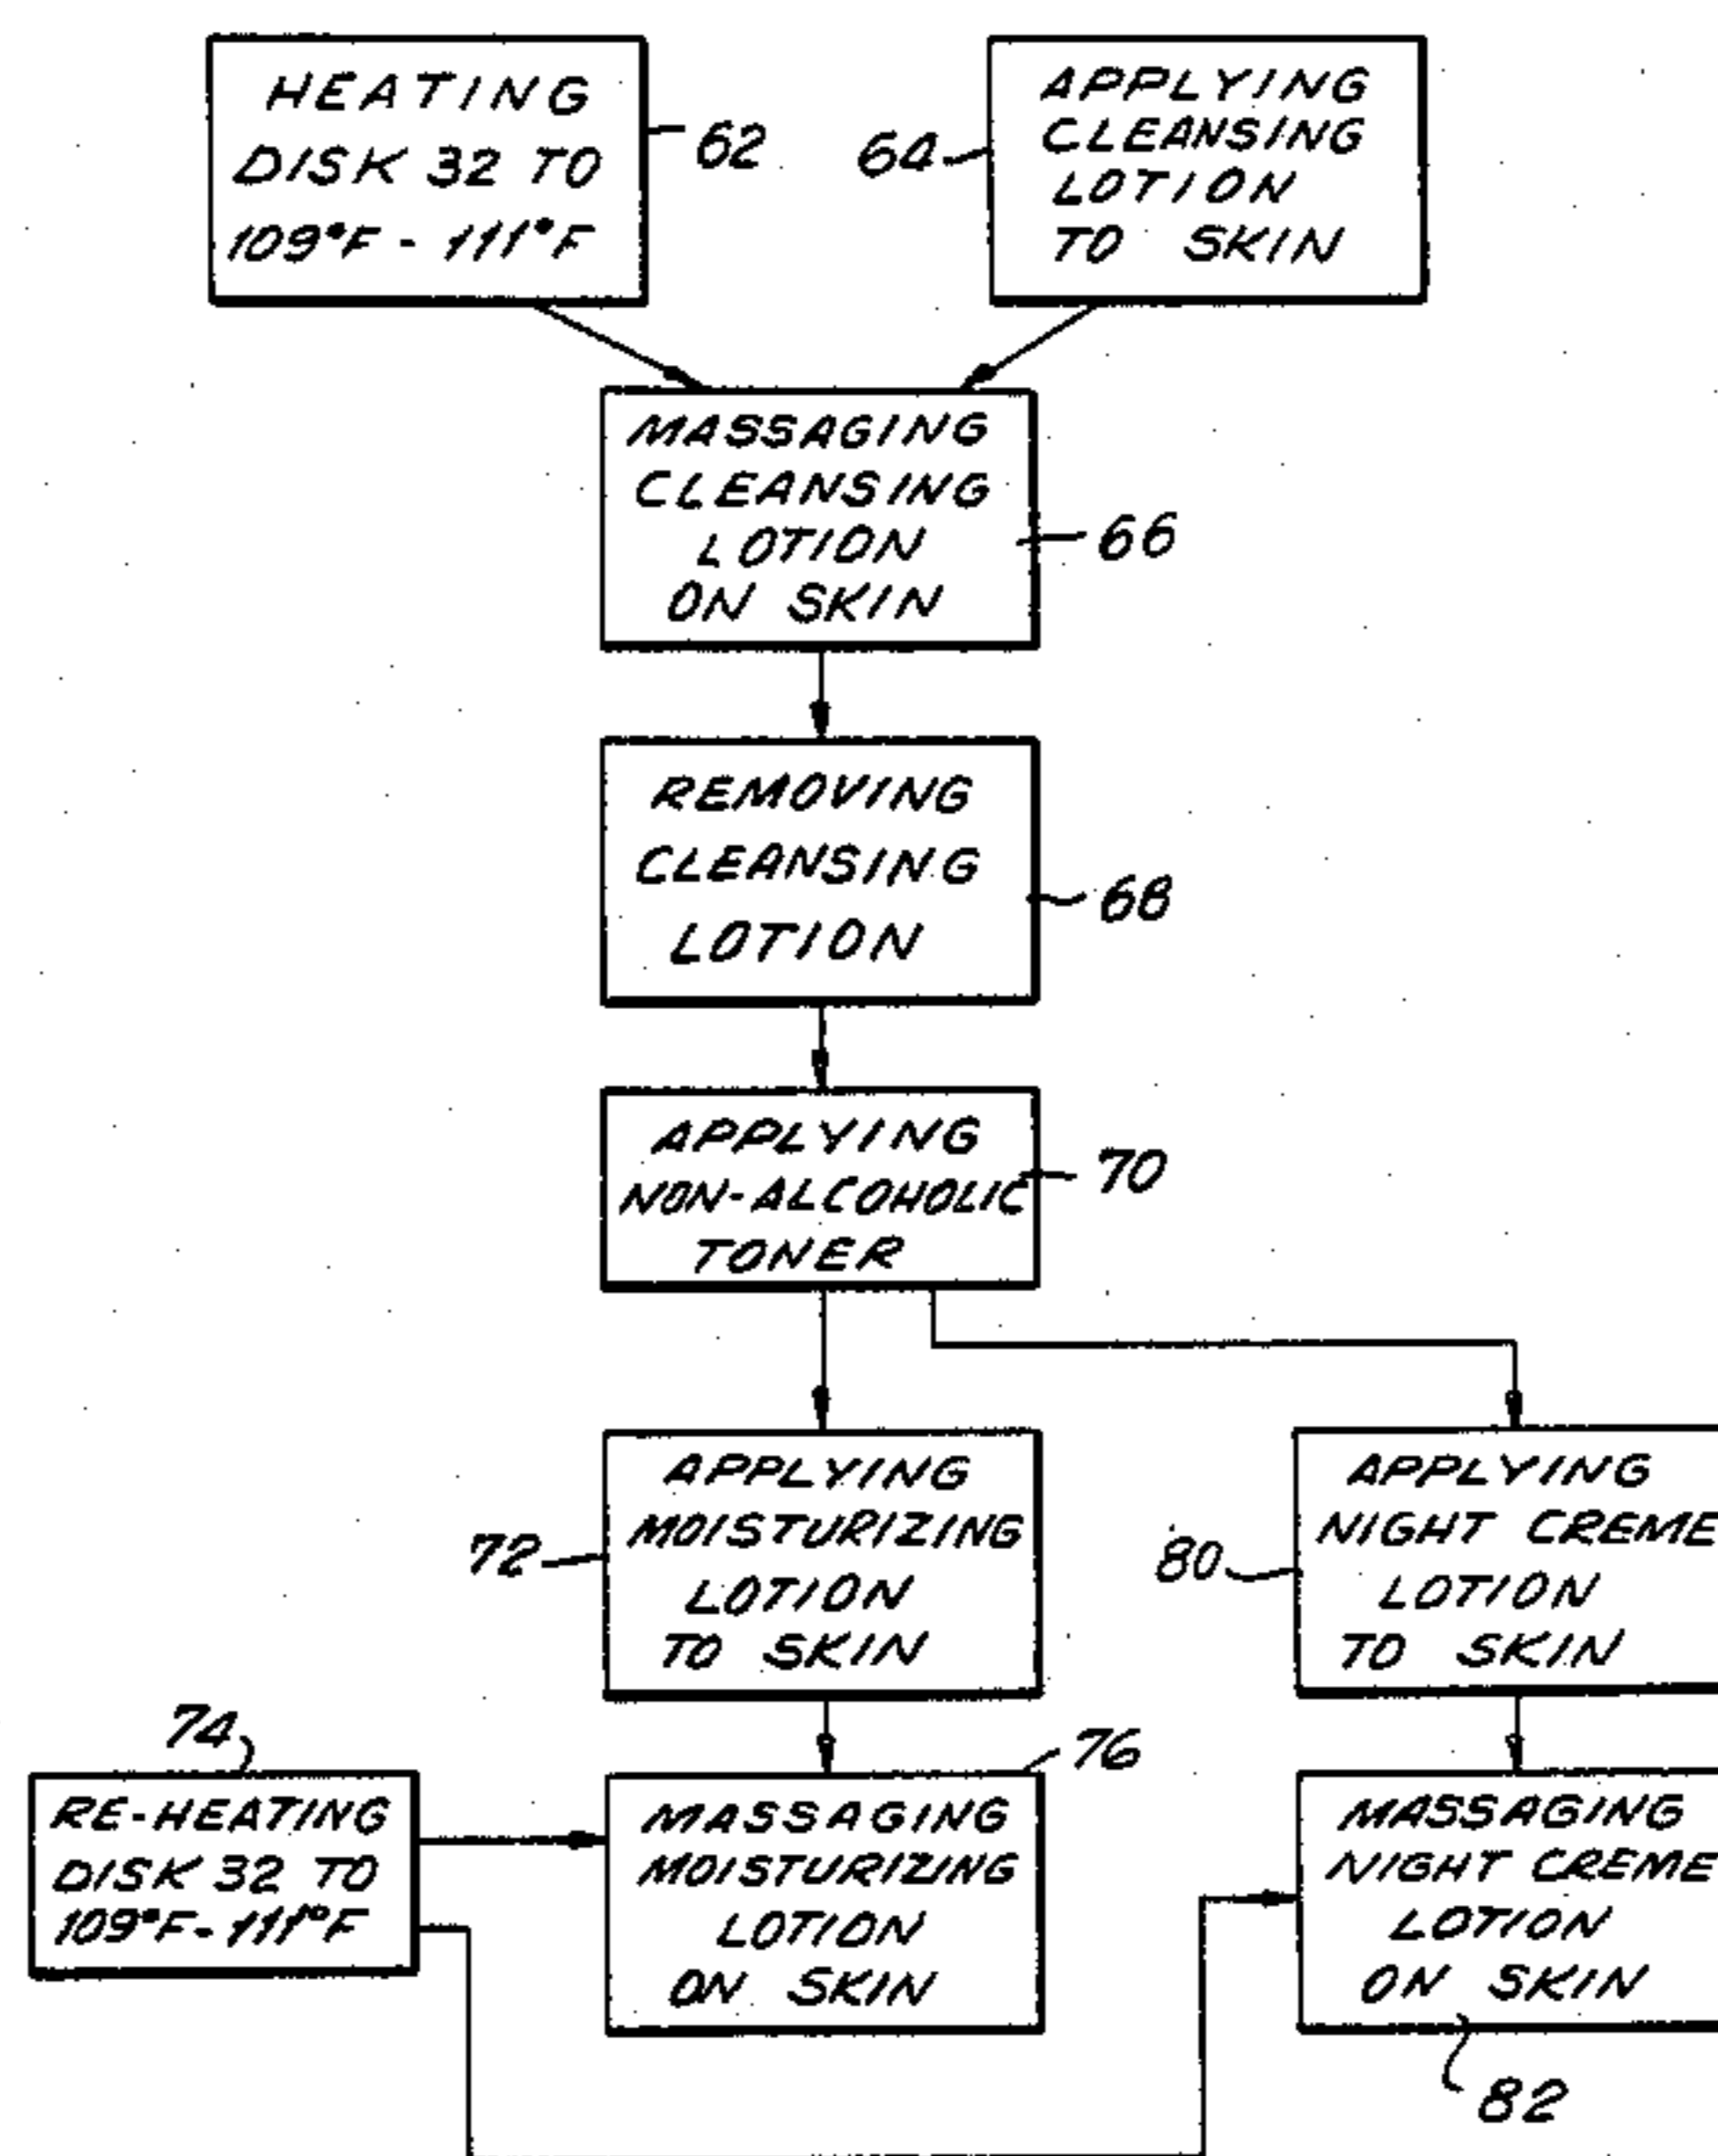 HEATING
DISK 32 TO
109°F - 111°F
62
64
APPLYING
CLEANSING
LOTION
TO SKIN
MASSAGING
CLEANSING
LOTION
ON SKIN
66
REMOVING
CLEANSING
LOTION
68
APPLYING
NON-ALCOHOLIC
TONER
70
72
APPLYING
MOISTURIZING
LOTION
TO SKIN
80
APPLYING
NIGHT CREME
LOTION
TO SKIN
74
RE-HEATING
DISK 32 TO
109°F-111°F
76
MASSAGING
MOISTURIZING
LOTION
ON SKIN
MASSAGING
NIGHT CREME
LOTION
ON SKIN
82